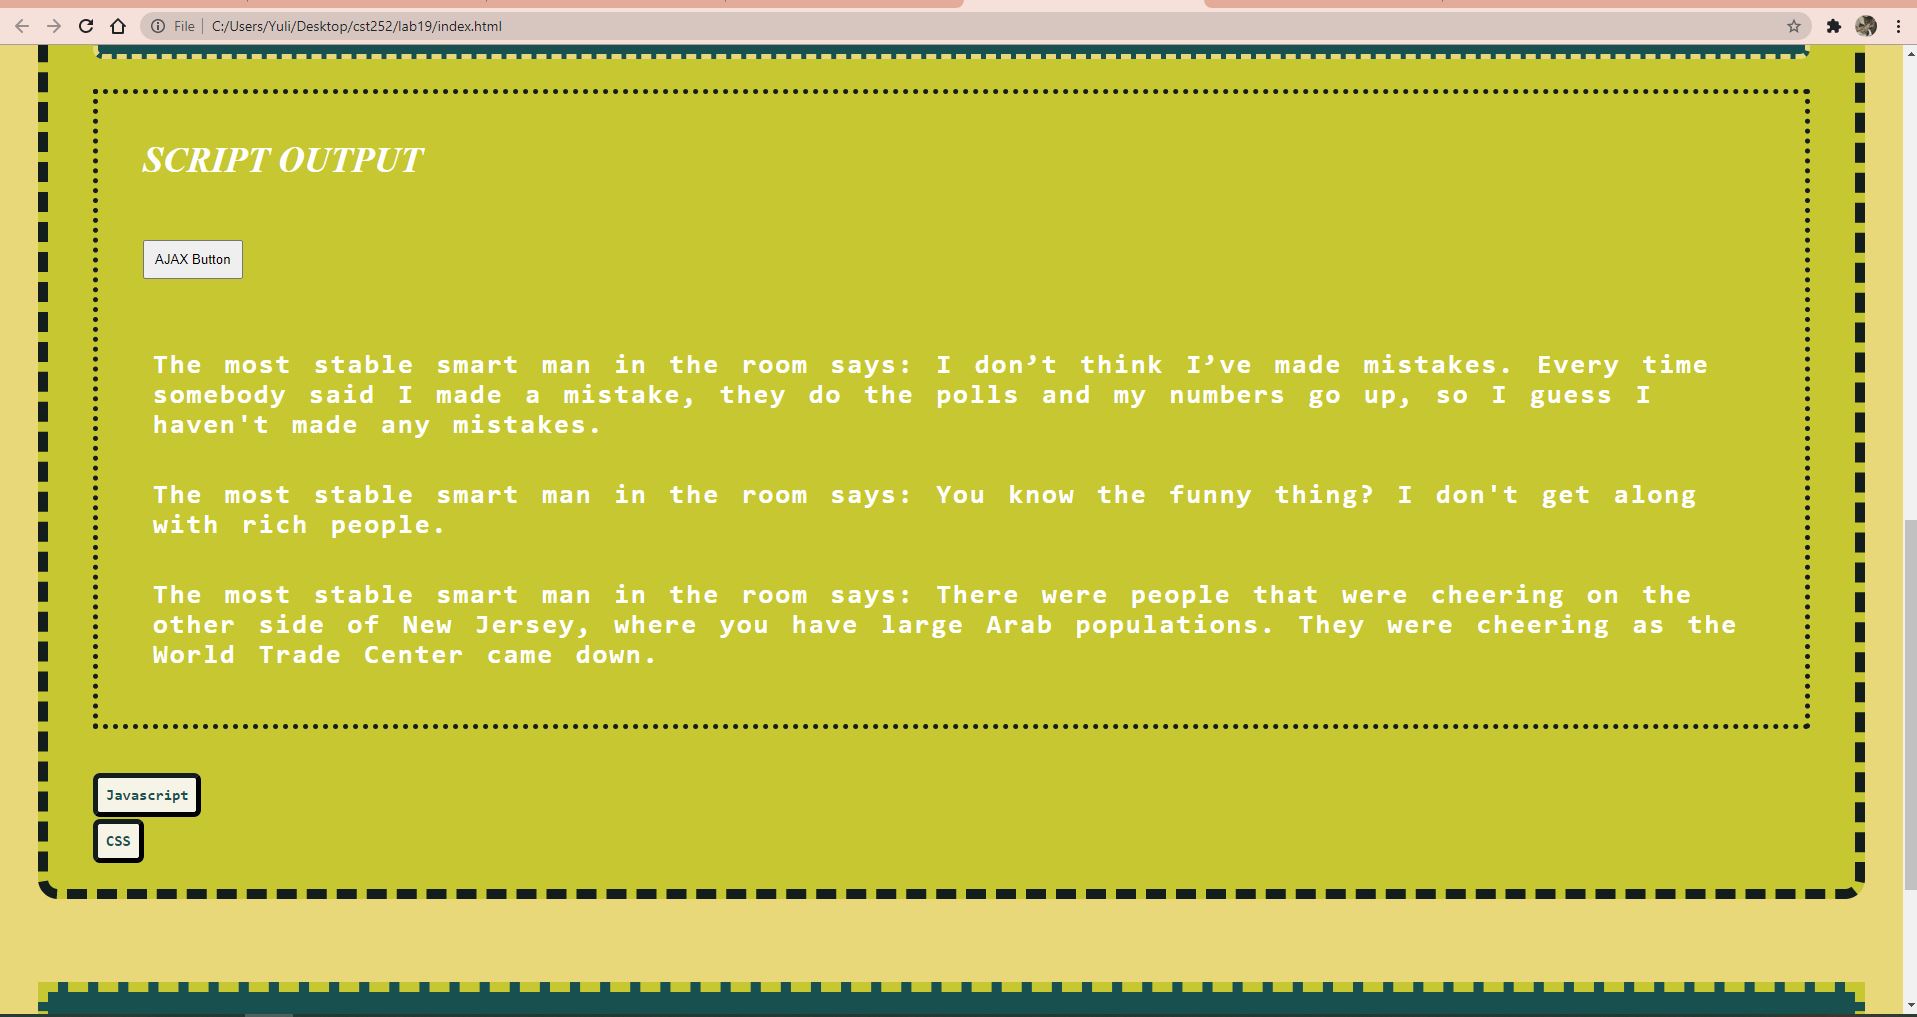 File
C:/Users/Yuli/Desktop/cst252/lab19/index.html
SCRIPT OUTPUT
AJAX Button
The most stable smart man in the room says: I don’t think I’ve made mistakes. Every time
somebody said I made a mistake, they do the polls and my numbers go up, so I guess I
haven't made any mistakes.
The most stable smart man in the room says: You know the funny thing? I don't get along
with rich people.
The most stable smart man in the room says: There were people that were cheering on the
other side of New Jersey, where you have large Arab populations. They were cheering as the
World Trade Center came down.
Javascript
CSS